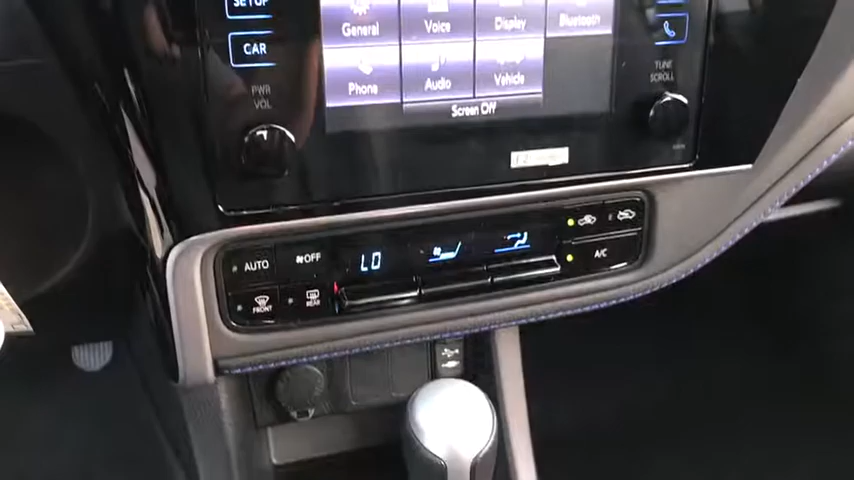 SETUP
CAR
PWR
VOL
General
Voice
Display
Bluetooth
Phone
Audio
Vehicle
Screen Off
TUNE
SCROLL
AUTO
OFF
LO
FRONT
REAR
A/C